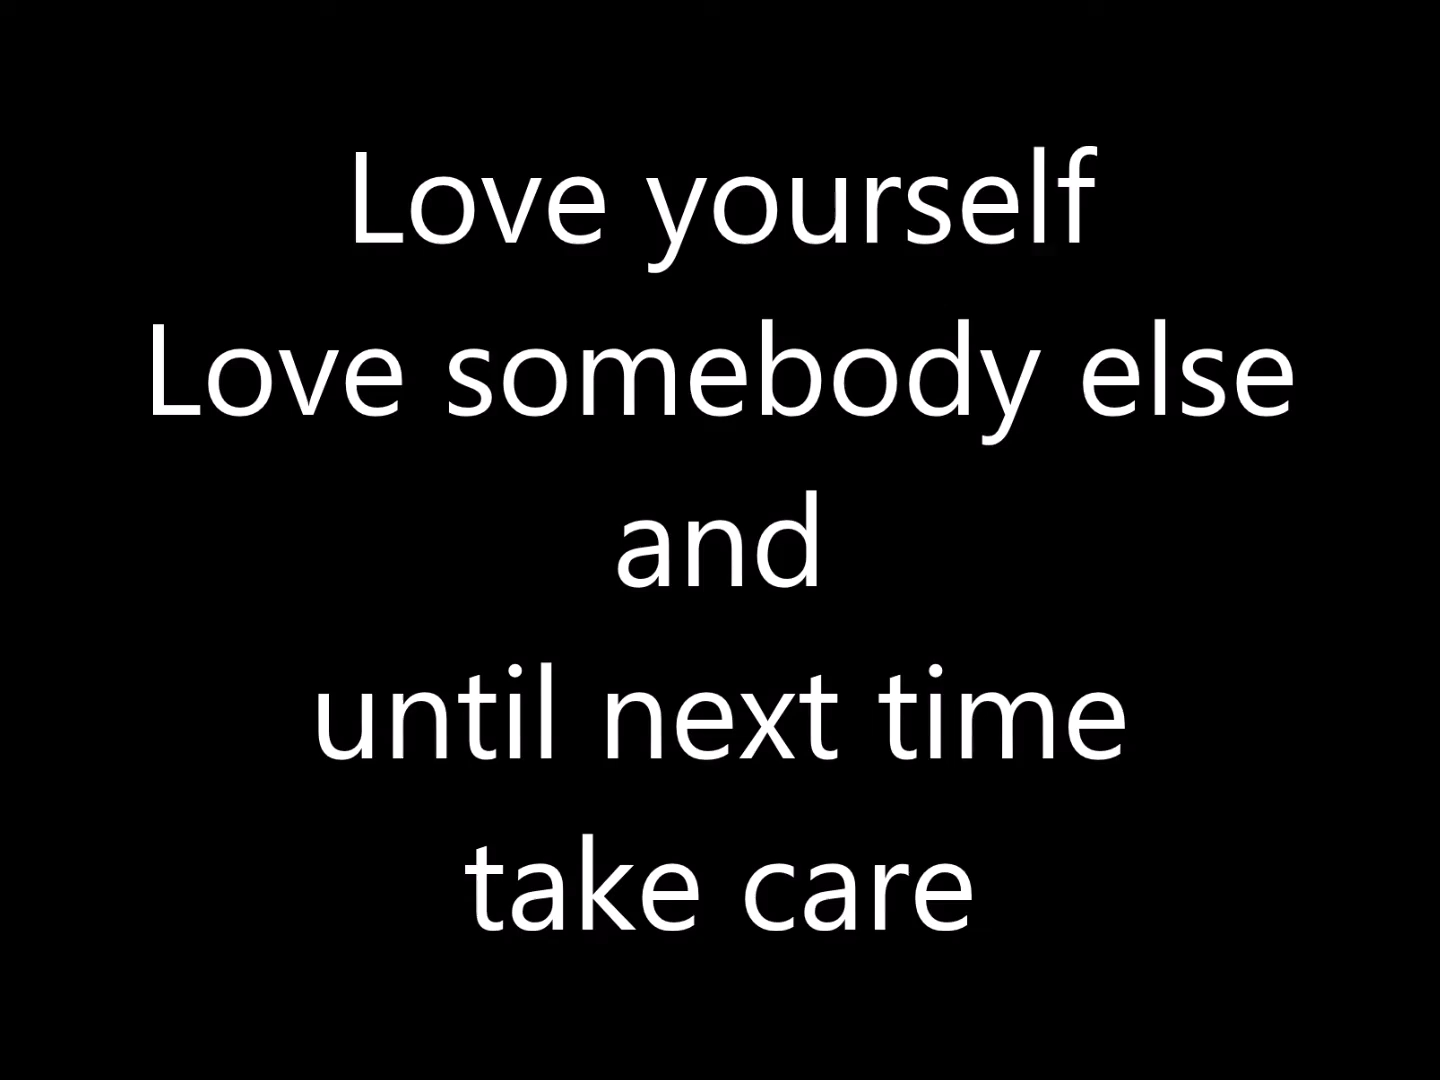 Love yourself
Love somebody else
and
until next time
take care